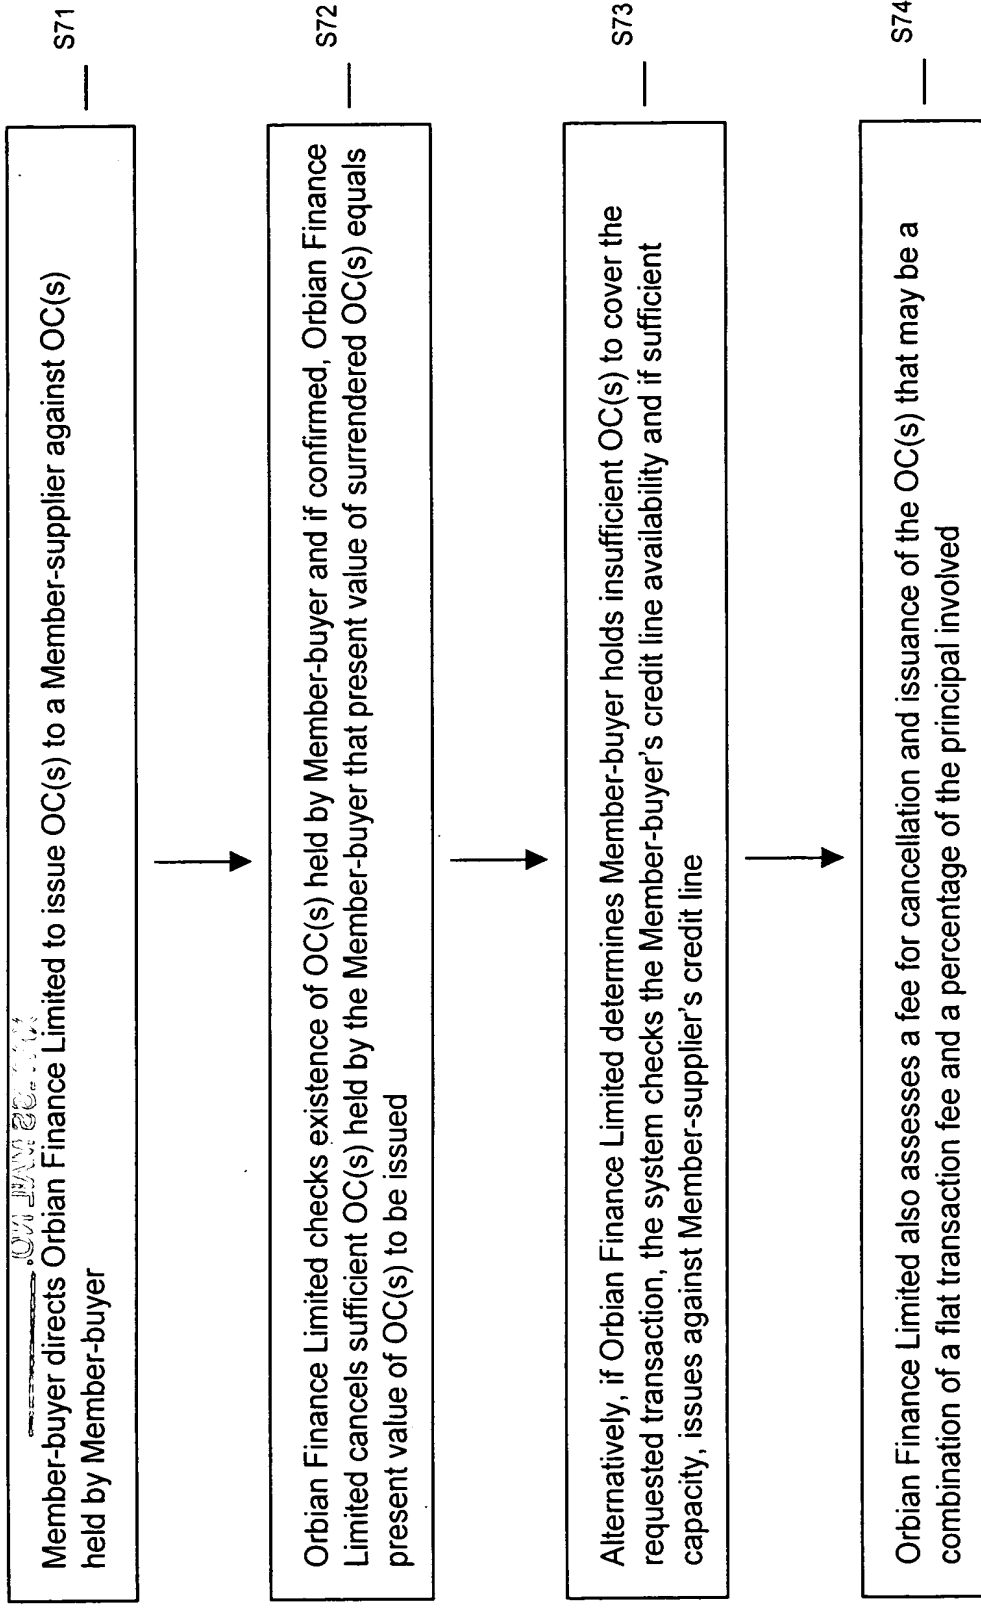 Member-buyer directs Orbian Finance Limited to issue OC(s) to a Member-supplier against OC(s)
held by Member-buyer
S71
Orbian Finance Limited checks existence of OC(s) held by Member-buyer and if confirmed, Orbian Finance
Limited cancels sufficient OC(s) held by the Member-buyer that present value of surrendered OC(s) equals
present value of OC(s) to be issued
S72
Alternatively, if Orbian Finance Limited determines Member-buyer holds insufficient OC(s) to cover the
requested transaction, the system checks the Member-buyer's credit line availability and if sufficient
capacity, issues against Member-supplier's credit line
S73
Orbian Finance Limited also assesses a fee for cancellation and issuance of the OC(s) that may be a
combination of a flat transaction fee and a percentage of the principal involved
S74